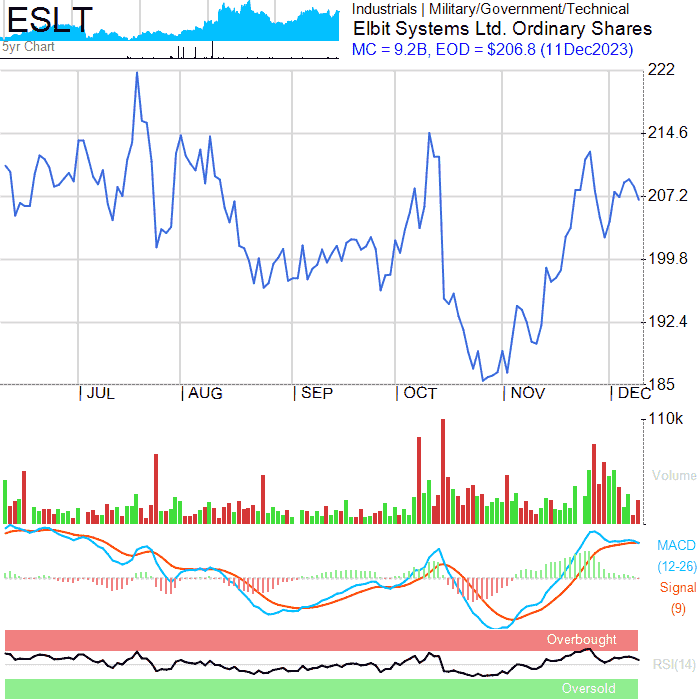 ESLT
5yr Chart
Industrials | Military/Government/Technical
Elbit Systems Ltd. Ordinary Shares
MC = 9.2B, EOD = $206.8 (11Dec2023)
222
214.6
207.2
199.8
192.4
185
JUL AUG SEP OCT NOV DEC
110k
Volume
MACD
(12-26)
Signal
(9)
Overbought
RSI(14)
Oversold